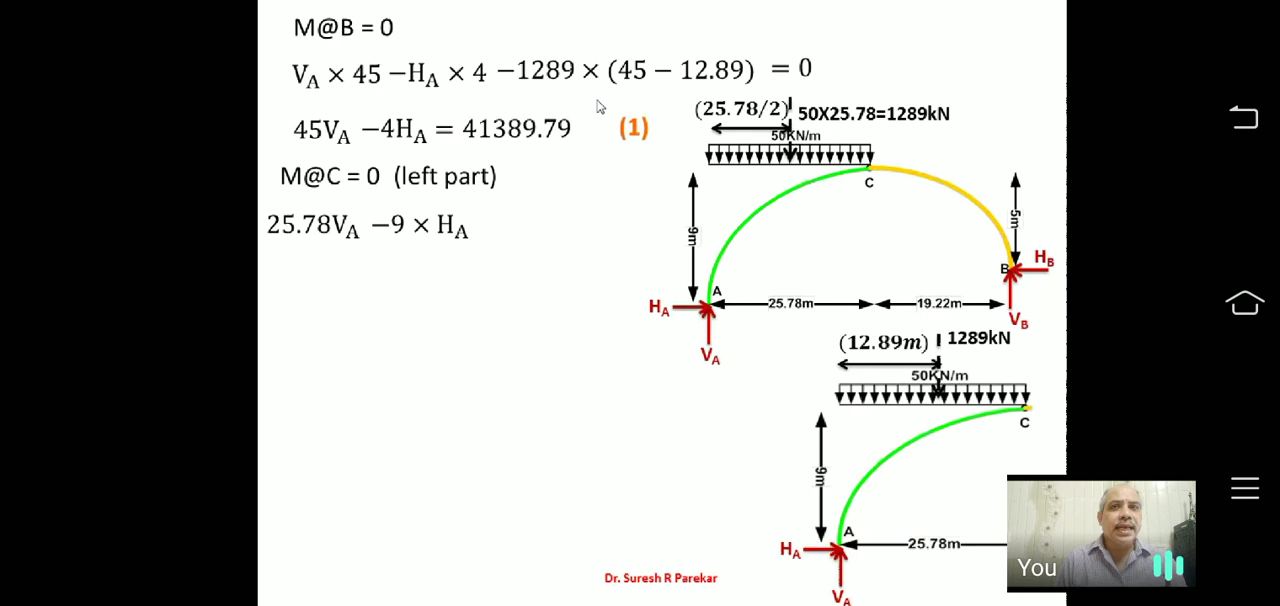 M@B = 0
V_A × 45 −H_A × 4 −1289 × (45 − 12.89) = 0
45V_A −4H_A = 41389.79 (1)
M@C = 0 (left part)
25.78V_A −9 × H_A
(25.78/2) 50X25.78=1289kN
50KN/m
C
9m
5m
A
B
H_B
H_A
25.78m
19.22m
V_B
V_A
(12.89m) 1289kN
50KN/m
C
9m
A
H_A
25.78m
V_A
Dr. Suresh R Parekar
You